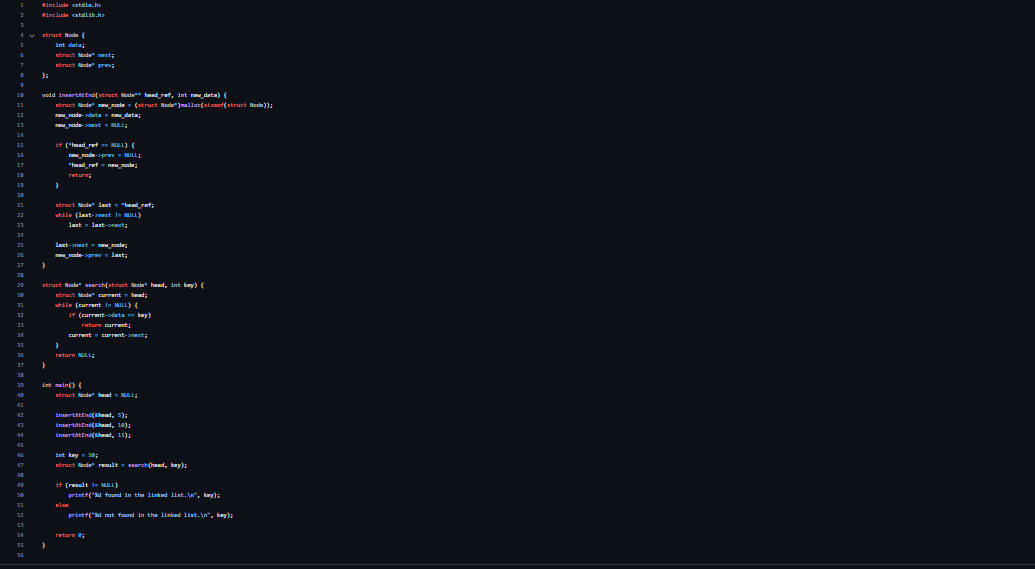 1 #include <stdio.h>
2 #include <stdlib.h>
3
4 struct Node {
5 int data;
6 struct Node* next;
7 struct Node* prev;
8 };
9
10 void insertAtEnd(struct Node** head_ref, int new_data) {
11 struct Node* new_node = (struct Node*)malloc(sizeof(struct Node));
12 new_node->data = new_data;
13 new_node->next = NULL;
14
15 if (*head_ref == NULL) {
16 new_node->prev = NULL;
17 *head_ref = new_node;
18 return;
19 }
20
21 struct Node* last = *head_ref;
22 while (last->next != NULL)
23 last = last->next;
24
25 last->next = new_node;
26 new_node->prev = last;
27 }
28
29 struct Node* search(struct Node* head, int key) {
30 struct Node* current = head;
31 while (current != NULL) {
32 if (current->data == key)
33 return current;
34 current = current->next;
35 }
36 return NULL;
37 }
38
39 int main() {
40 struct Node* head = NULL;
41
42 insertAtEnd(&head, 5);
43 insertAtEnd(&head, 10);
44 insertAtEnd(&head, 15);
45
46 int key = 10;
47 struct Node* result = search(head, key);
48
49 if (result != NULL)
50 printf("%d found in the linked list.\n", key);
51 else
52 printf("%d not found in the linked list.\n", key);
53
54 return 0;
55 }
56